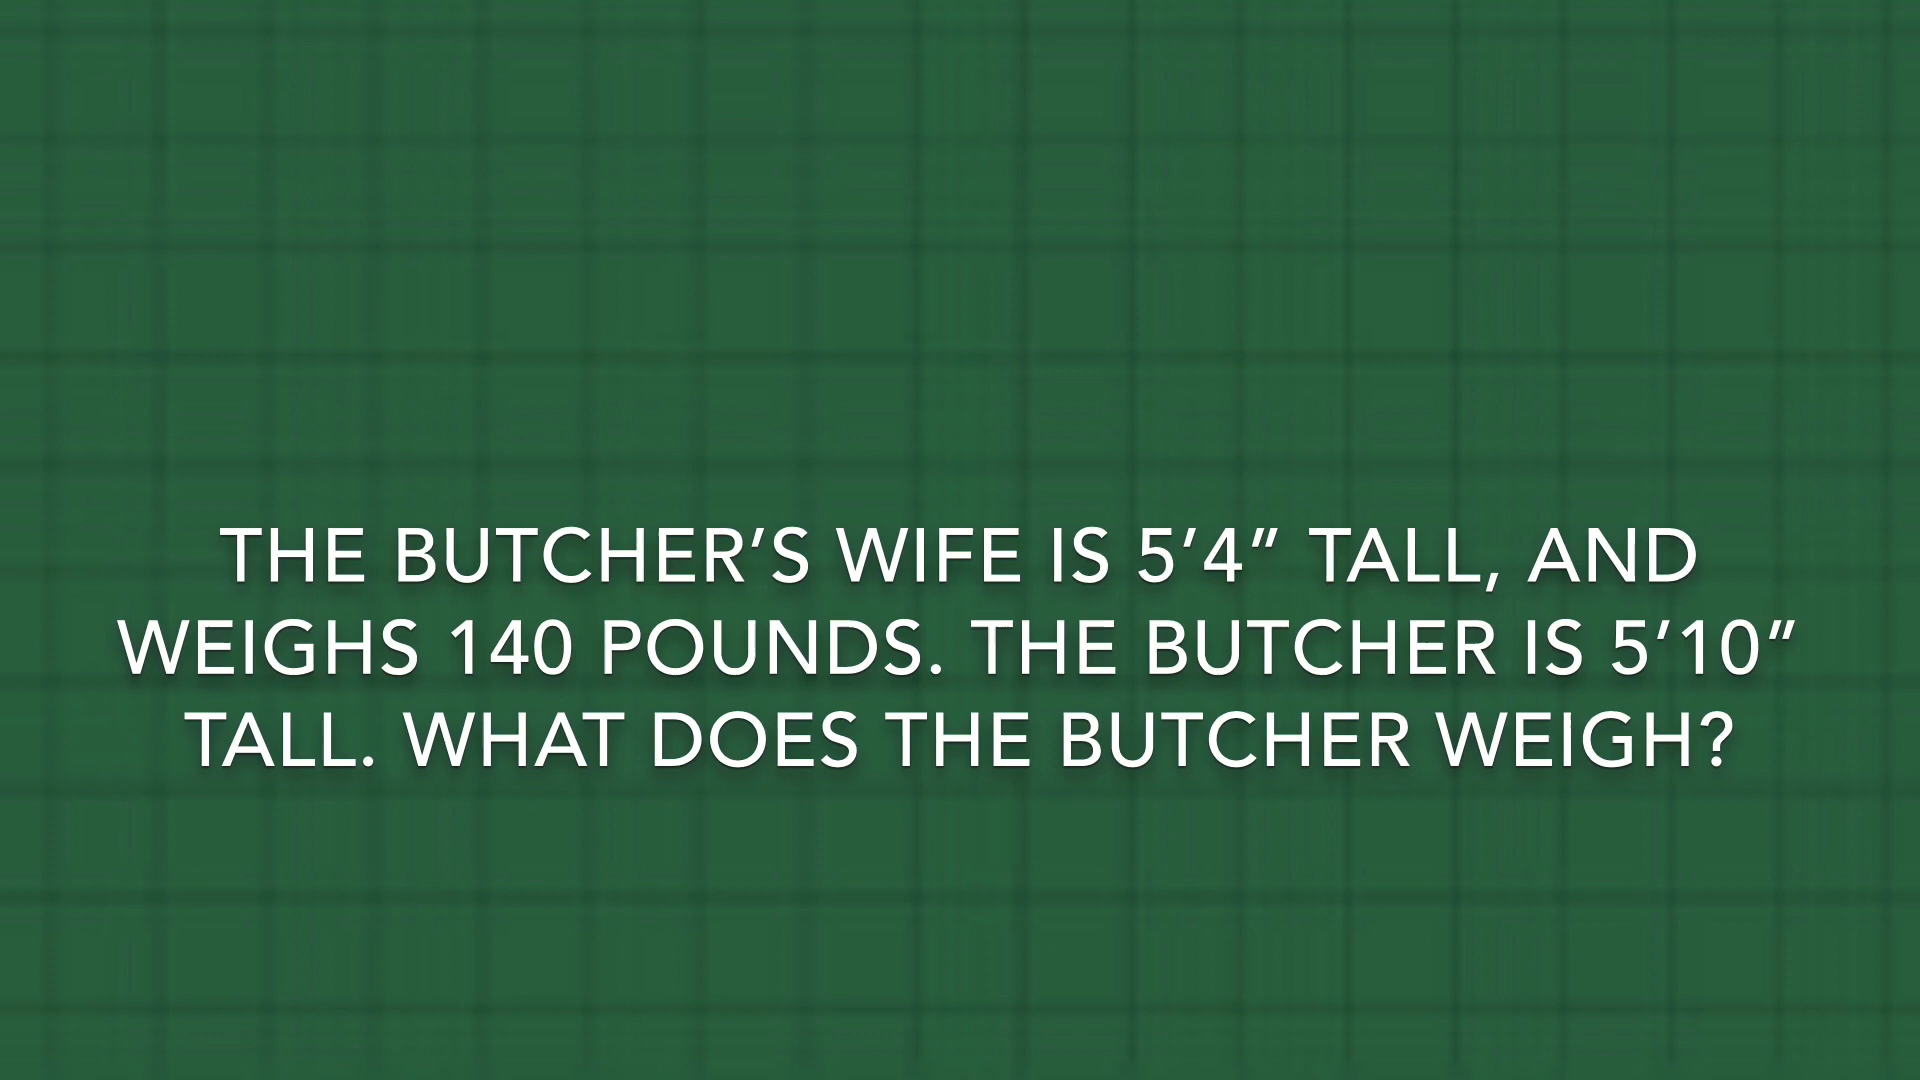 THE BUTCHER’S WIFE IS 5’4” TALL, AND
WEIGHS 140 POUNDS. THE BUTCHER IS 5’10”
TALL. WHAT DOES THE BUTCHER WEIGH?